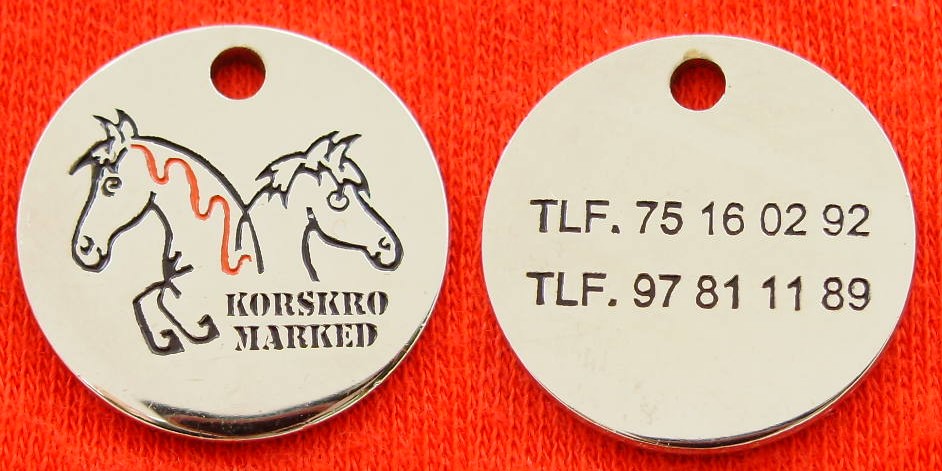 KORSKRO
MARKED
TLF. 75 16 02 92
TLF. 97 81 11 89